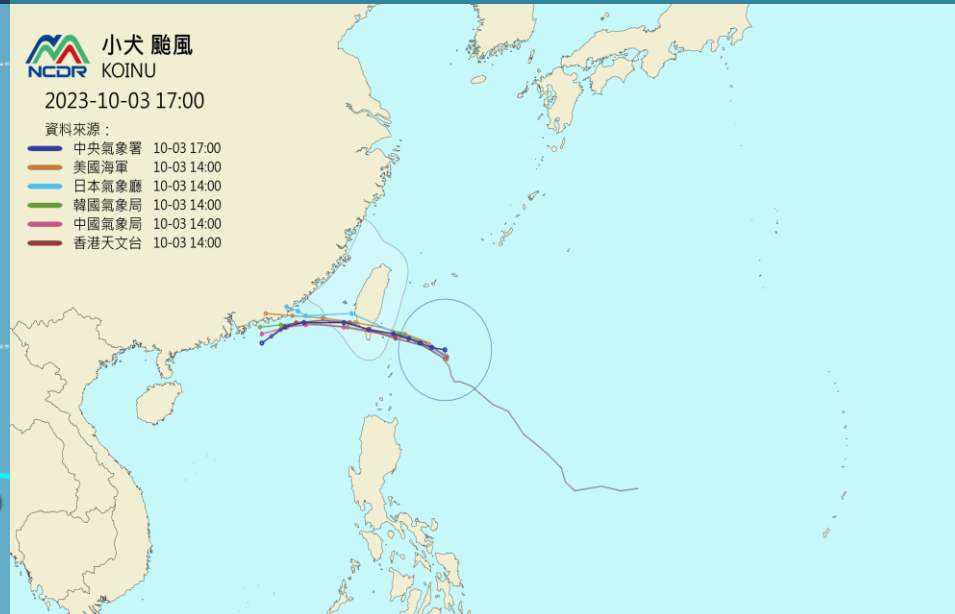 小犬 颱風
NCDR
KOINU
2023-10-03 17:00
資料來源：
中央氣象署 10-03 17:00
美國海軍 10-03 14:00
日本氣象廳 10-03 14:00
韓國氣象局 10-03 14:00
中國氣象局 10-03 14:00
香港天文台 10-03 14:00